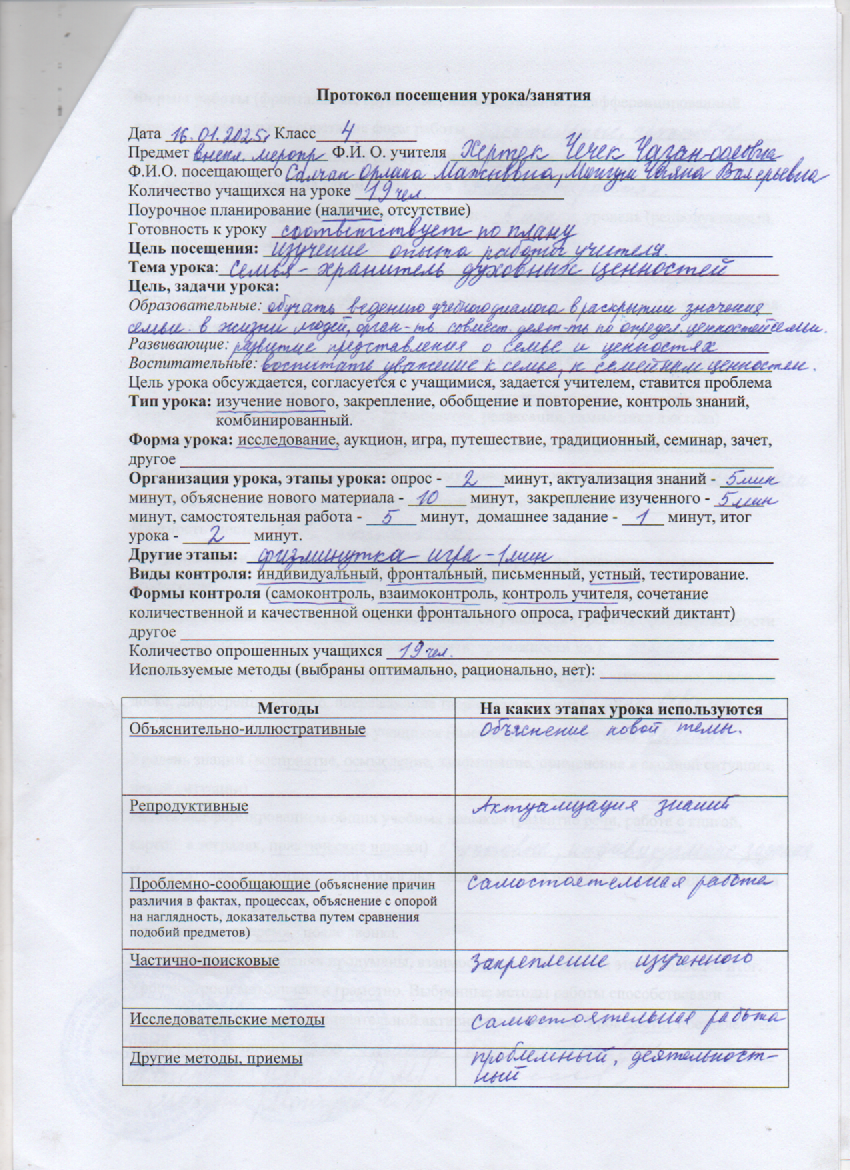 Протокол посещения урока/занятия
Дата 16.01.2025г Класс 4
Предмет внекл. меропр Ф.И. О. учителя Хертек Чечек Чаган-ооловна
Ф.И.О. посещающего Салчак Орлана Мажыевна, Монгуш Чечена Валерьевна
Количество учащихся на уроке 19 чел.
Поурочное планирование (наличие, отсутствие)
Готовность к уроку соответствует по плану
Цель посещения: изучение опыта работы учителя.
Тема урока: Семья - хранитель духовных ценностей
Цель, задачи урока:
Образовательные: обучать ведению учебного диалога в раскрытии значения
семьи в жизни людей, орган-ть совмест. деят-ть по определ. ценностей семьи.
Развивающие: развитие представления о семье и ценностях
Воспитательные: воспитать уважение к семье, к семейным ценностям.
Цель урока обсуждается, согласуется с учащимися, задается учителем, ставится проблема
Тип урока: изучение нового, закрепление, обобщение и повторение, контроль знаний,
комбинированный.
Форма урока: исследование, аукцион, игра, путешествие, традиционный, семинар, зачет,
другое
Организация урока, этапы урока: опрос - 2 минут, актуализация знаний - 5 мин
минут, объяснение нового материала - 10 минут, закрепление изученного - 5 мин
минут, самостоятельная работа - 5 минут, домашнее задание - 1 минут, итог
урока - 2 минут.
Другие этапы: физминутка - игра - 1 мин
Виды контроля: индивидуальный, фронтальный, письменный, устный, тестирование.
Формы контроля (самоконтроль, взаимоконтроль, контроль учителя, сочетание
количественной и качественной оценки фронтального опроса, графический диктант)
другое
Количество опрошенных учащихся 19 чел.
Используемые методы (выбраны оптимально, рационально, нет):
Методы На каких этапах урока используются
Объяснительно-иллюстративные Объяснение новой темы.
Репродуктивные Актуализация знаний
Проблемно-сообщающие (объяснение причин самостоятельная работа
различия в фактах, процессах, объяснение с опорой
на наглядность, доказательства путем сравнения
подобий предметов)
Частично-поисковые Закрепление изученного
Исследовательские методы самостоятельная работа
Другие методы, приемы проблемный, деятельност-
ный